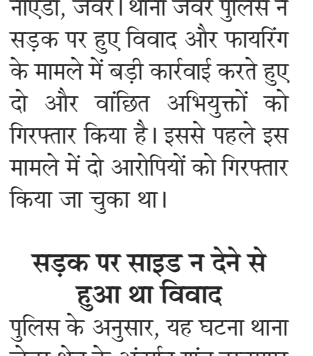 नोएडा, जेवर। थाना जेवर पुलिस ने
सड़क पर हुए विवाद और फायरिंग
के मामले में बड़ी कार्रवाई करते हुए
दो और वांछित अभियुक्तों को
गिरफ्तार किया है। इससे पहले इस
मामले में दो आरोपियों को गिरफ्तार
किया जा चुका था।
सड़क पर साइड न देने से
हुआ था विवाद
पुलिस के अनुसार, यह घटना थाना